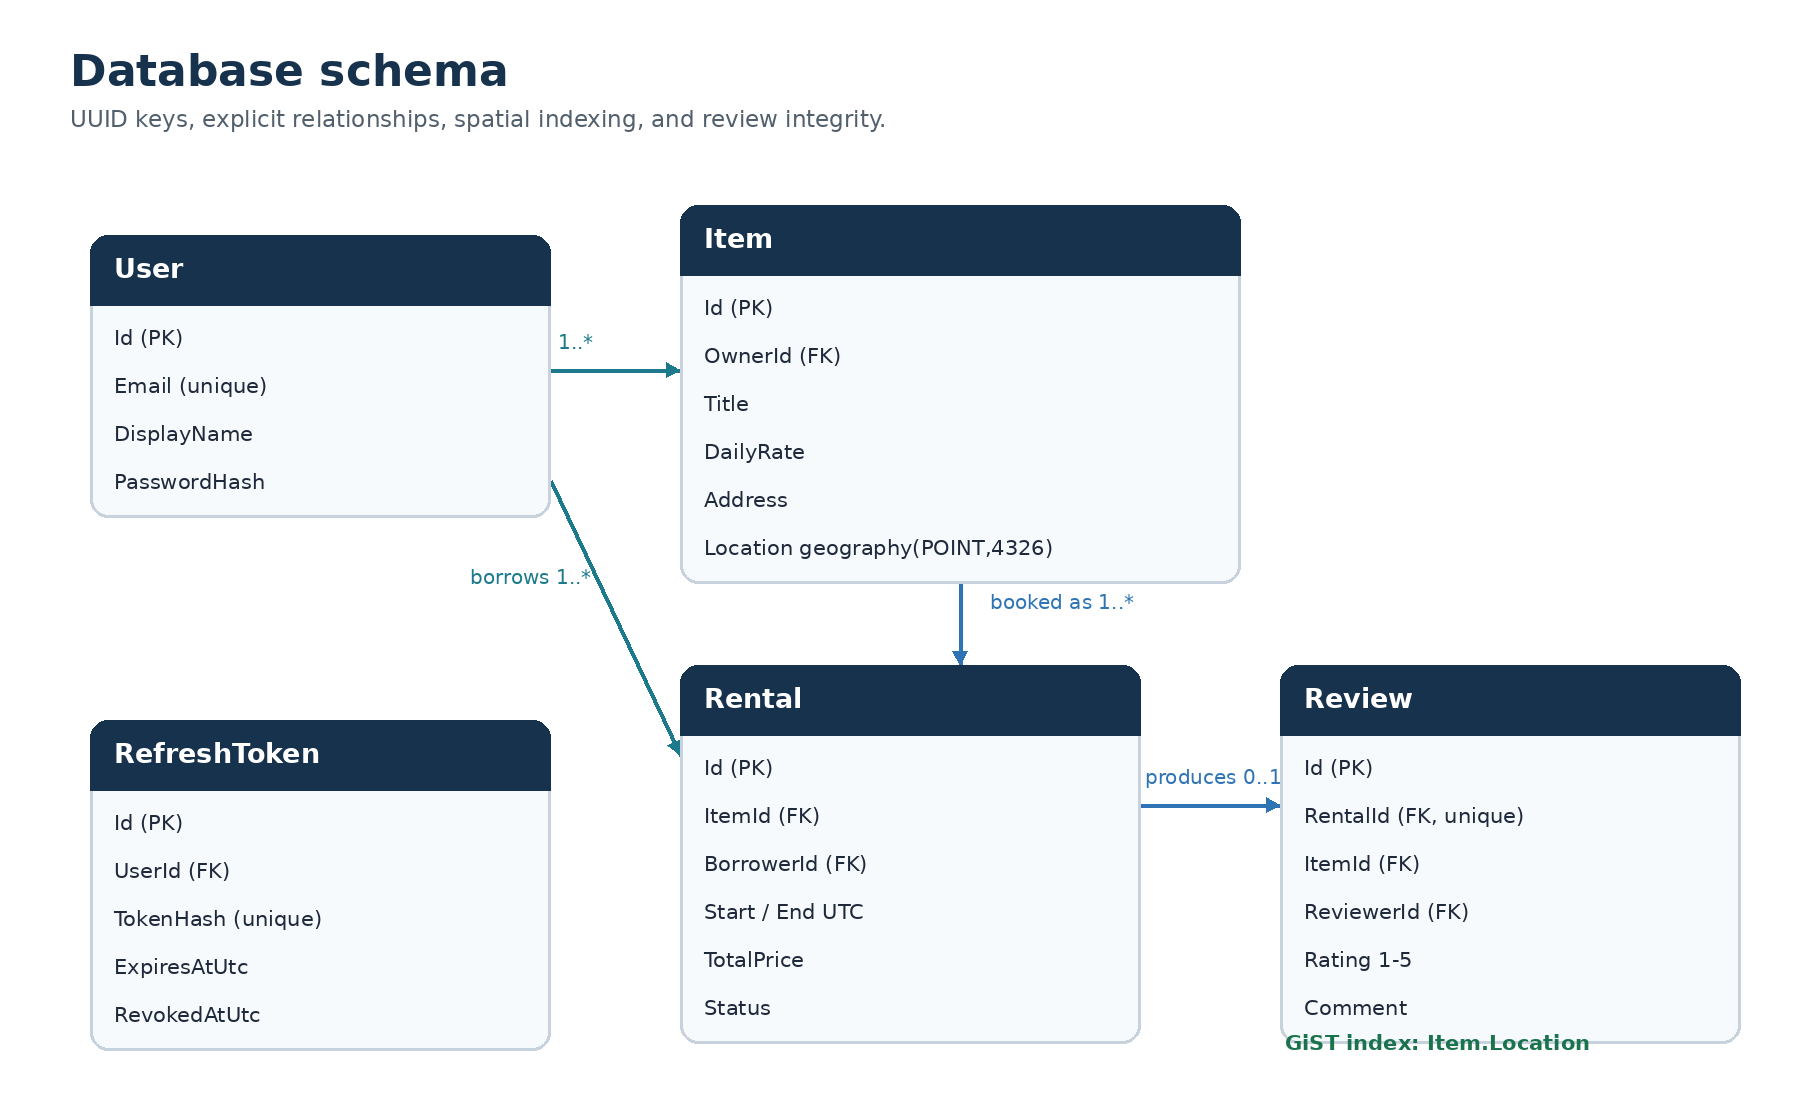 Database schema
UUID keys, explicit relationships, spatial indexing, and review integrity.
User
Id (PK)
Email (unique)
DisplayName
PasswordHash
1..*
Item
Id (PK)
OwnerId (FK)
Title
DailyRate
Address
Location geography(POINT,4326)
borrows 1..*
booked as 1..*
RefreshToken
Id (PK)
UserId (FK)
TokenHash (unique)
ExpiresAtUtc
RevokedAtUtc
Rental
Id (PK)
ItemId (FK)
BorrowerId (FK)
Start / End UTC
TotalPrice
Status
produces 0..1
Review
Id (PK)
RentalId (FK, unique)
ItemId (FK)
ReviewerId (FK)
Rating 1-5
Comment
GiST index: Item.Location